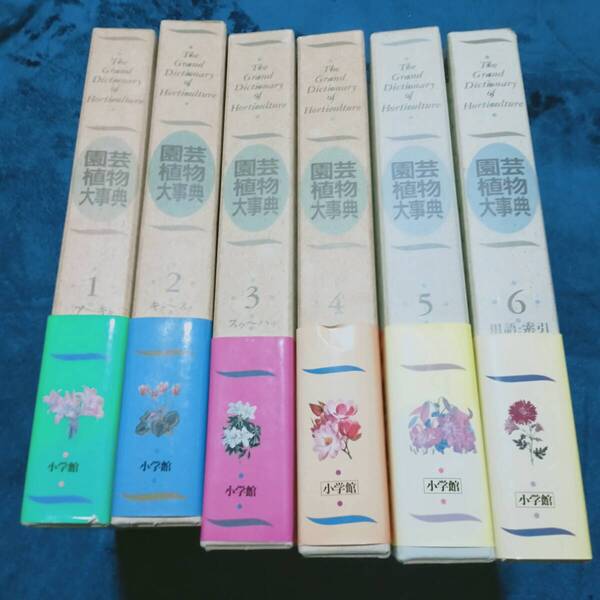 The
Grand
Dictionary
of
Horticulture
園芸
植物
大事典
1
小学館
The
Grand
Dictionary
of
Horticulture
園芸
植物
大事典
2
小学館
The
Grand
Dictionary
of
Horticulture
園芸
植物
大事典
3
スゥーハ
小学館
The
Grand
Dictionary
of
Horticulture
園芸
植物
大事典
4
小学館
The
Grand
Dictionary
of
Horticulture
園芸
植物
大事典
5
小学館
The
Grand
Dictionary
of
Horticulture
園芸
植物
大事典
6
用語・索引
小学館